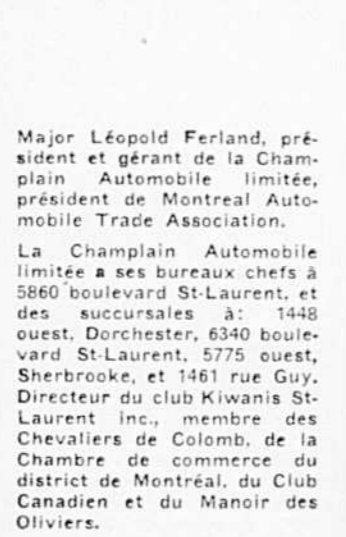 Major Léopold Ferland, pré-
sident et gérant de la Cham-
plain Automobile limitée,
président de Montreal Auto-
mobile Trade Association.
La Champlain Automobile
limitée a ses bureaux chefs à
5860 boulevard St-Laurent, et
des succursales à: 1448
ouest, Dorchester, 6340 boule-
vard St-Laurent, 5775 ouest,
Sherbrooke, et 1461 rue Guy.
Directeur du club Kiwanis St-
Laurent inc., membre des
Chevaliers de Colomb, de la
Chambre de commerce du
district de Montréal, du Club
Canadien et du Manoir des
Oliviers.